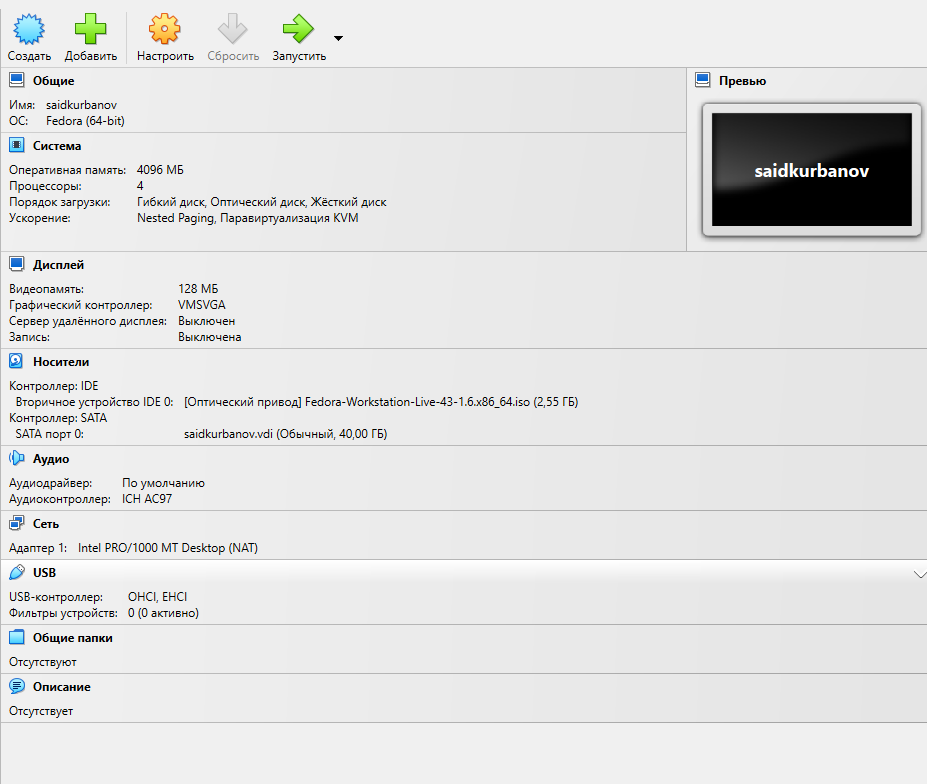 Создать Добавить Настроить Сбросить Запустить
Общие
Имя: saidkurbanov
ОС: Fedora (64-bit)
Система
Оперативная память: 4096 МБ
Процессоры: 4
Порядок загрузки: Гибкий диск, Оптический диск, Жёсткий диск
Ускорение: Nested Paging, Паравиртуализация KVM
Превью
saidkurbanov
Дисплей
Видеопамять: 128 МБ
Графический контроллер: VMSVGA
Сервер удалённого дисплея: Выключен
Запись: Выключена
Носители
Контроллер: IDE
Вторичное устройство IDE 0: [Оптический привод] Fedora-Workstation-Live-43-1.6.x86_64.iso (2,55 ГБ)
Контроллер: SATA
SATA порт 0: saidkurbanov.vdi (Обычный, 40,00 ГБ)
Аудио
Аудиодрайвер: По умолчанию
Аудиоконтроллер: ICH AC97
Сеть
Адаптер 1: Intel PRO/1000 MT Desktop (NAT)
USB
USB-контроллер: OHCI, EHCI
Фильтры устройств: 0 (0 активно)
Общие папки
Отсутствуют
Описание
Отсутствует